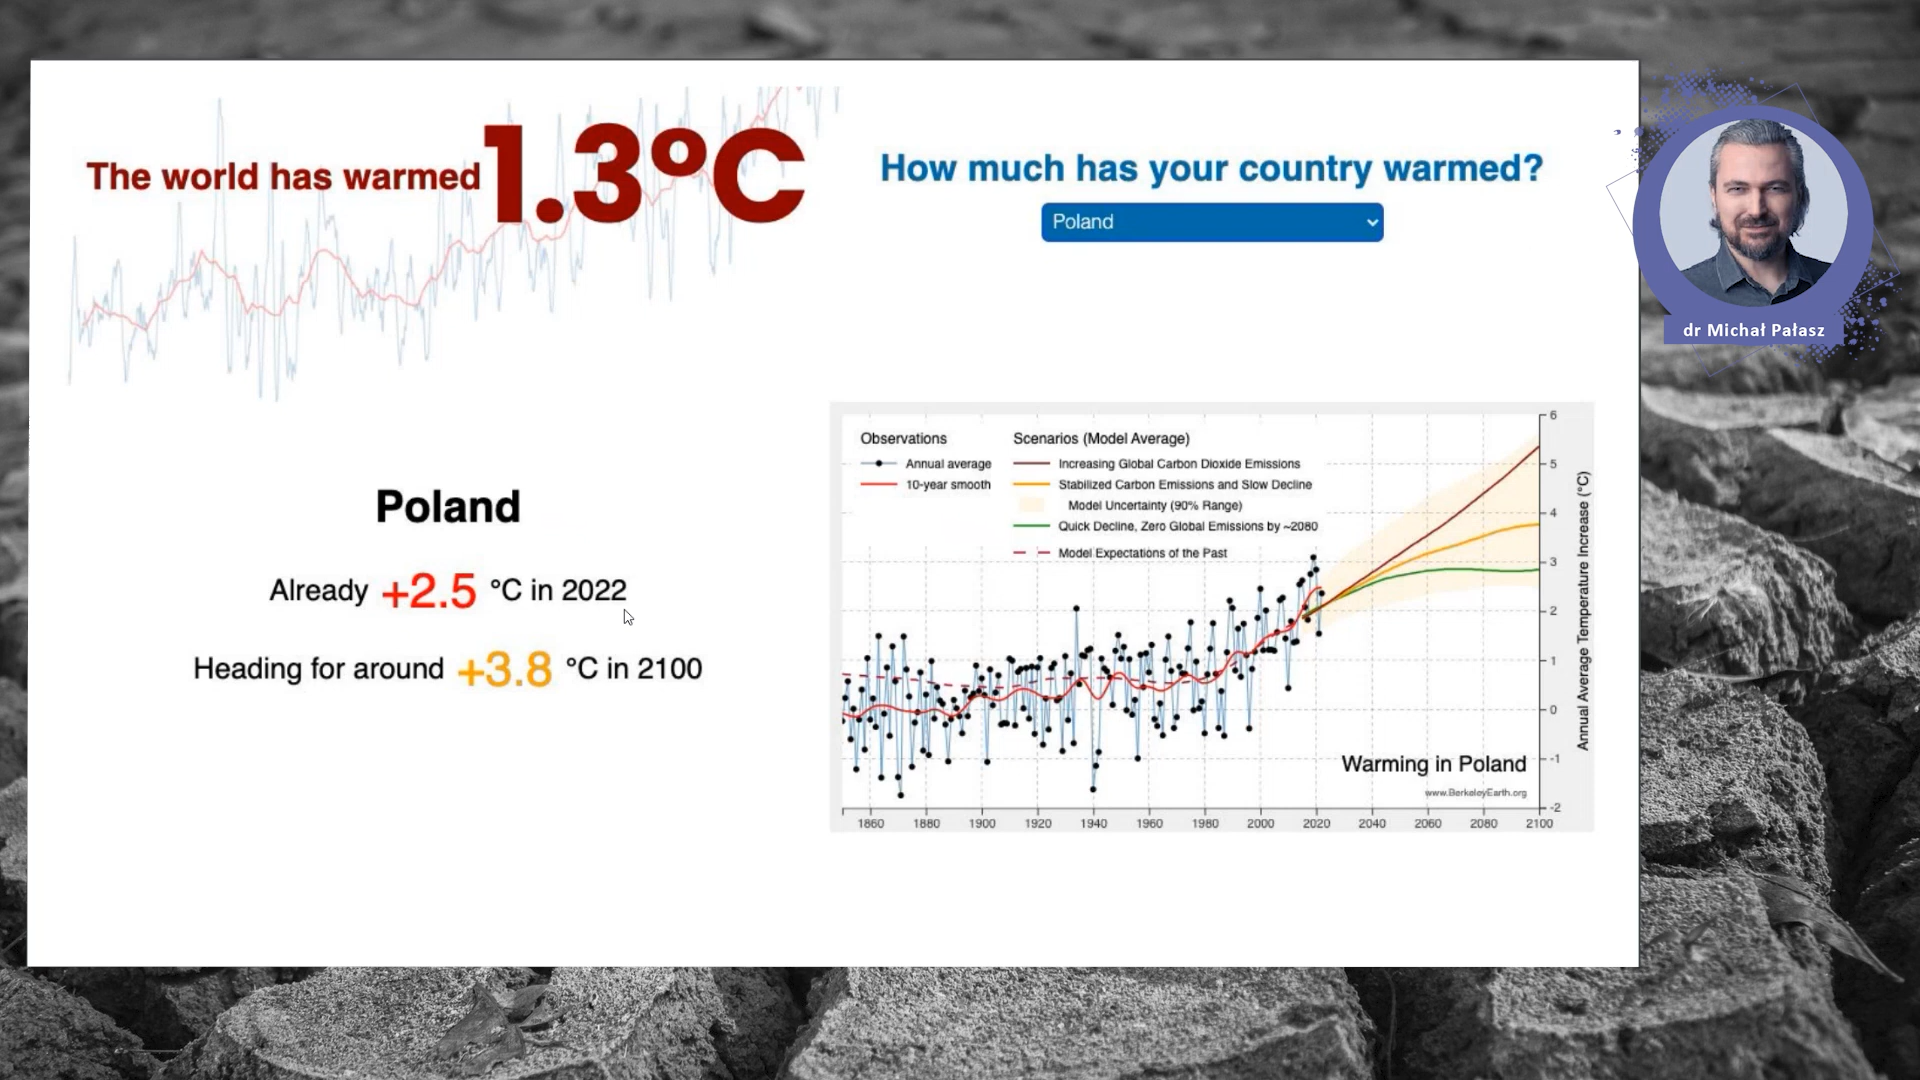 The world has warmed 1.3°C
How much has your country warmed?
Poland
dr Michał Pałasz
Poland
Already +2.5 °C in 2022
Heading for around +3.8 °C in 2100
Observations
Annual average
10-year smooth
Scenarios (Model Average)
Increasing Global Carbon Dioxide Emissions
Stabilized Carbon Emissions and Slow Decline
Model Uncertainty (90% Range)
Quick Decline, Zero Global Emissions by ~2080
Model Expectations of the Past
6
5
4
3
2
1
0
-1
-2
Annual Average Temperature Increase (°C)
Warming in Poland
www.BerkeleyEarth.org
1860 1880 1900 1920 1940 1960 1980 2000 2020 2040 2060 2080 2100